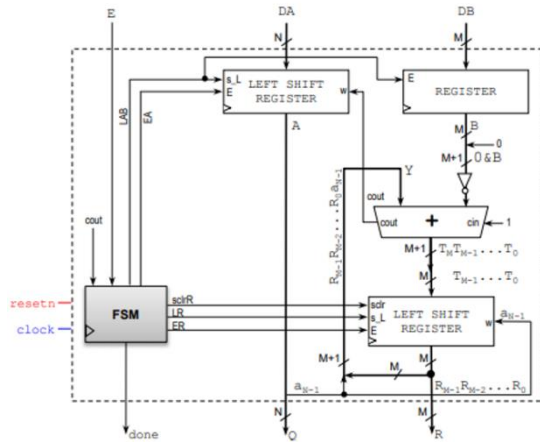 E
DA
DB
N
M
s_L
E
LEFT SHIFT
REGISTER
w
E
REGISTER
LAB
EA
A
M
B
0
M+1
0&B
Y
R_{M-1}R_{M-2}...R_0a_{N-1}
cout
cout
+
cin
1
cout
M+1
T_MT_{M-1}...T_0
M
T_{M-1}...T_0
resetn
clock
FSM
sclrR
LR
ER
sclr
s_L
E
LEFT SHIFT
REGISTER
w
a_{N-1}
M+1
M
M
a_{N-1}
R_{M-1}R_{M-2}...R_0
N
M
done
Q
R